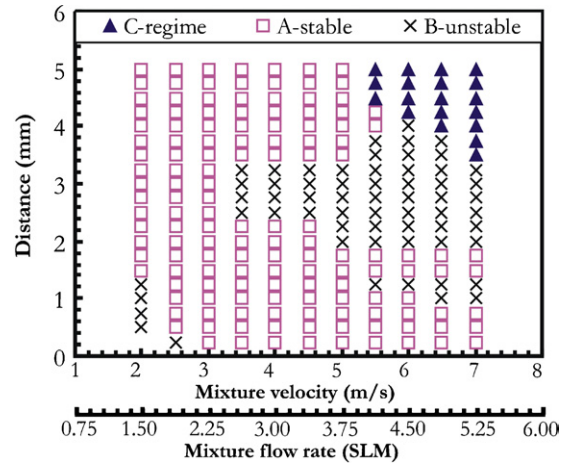 C-regime A-stable B-unstable
6
5
4
3
2
1
0
Distance (mm)
1 2 3 4 5 6 7 8
Mixture velocity (m/s)
0.75 1.50 2.25 3.00 3.75 4.50 5.25 6.00
Mixture flow rate (SLM)